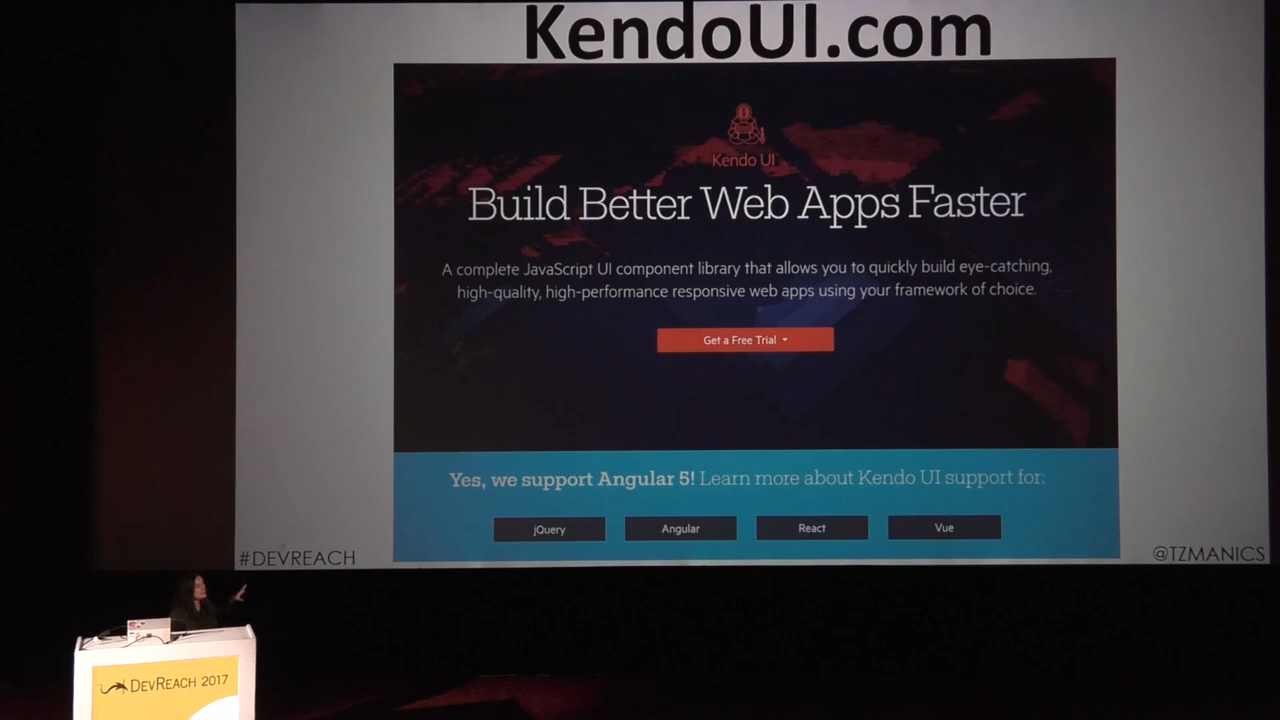 KendoUI.com
Kendo UI
Build Better Web Apps Faster
A complete JavaScript UI component library that allows you to quickly build eye-catching,
high-quality, high-performance responsive web apps using your framework of choice.
Get a Free Trial
Yes, we support Angular 5! Learn more about Kendo UI support for:
jQuery
Angular
React
Vue
#DEVREACH
@TZMANICS
DEVREACH 2017